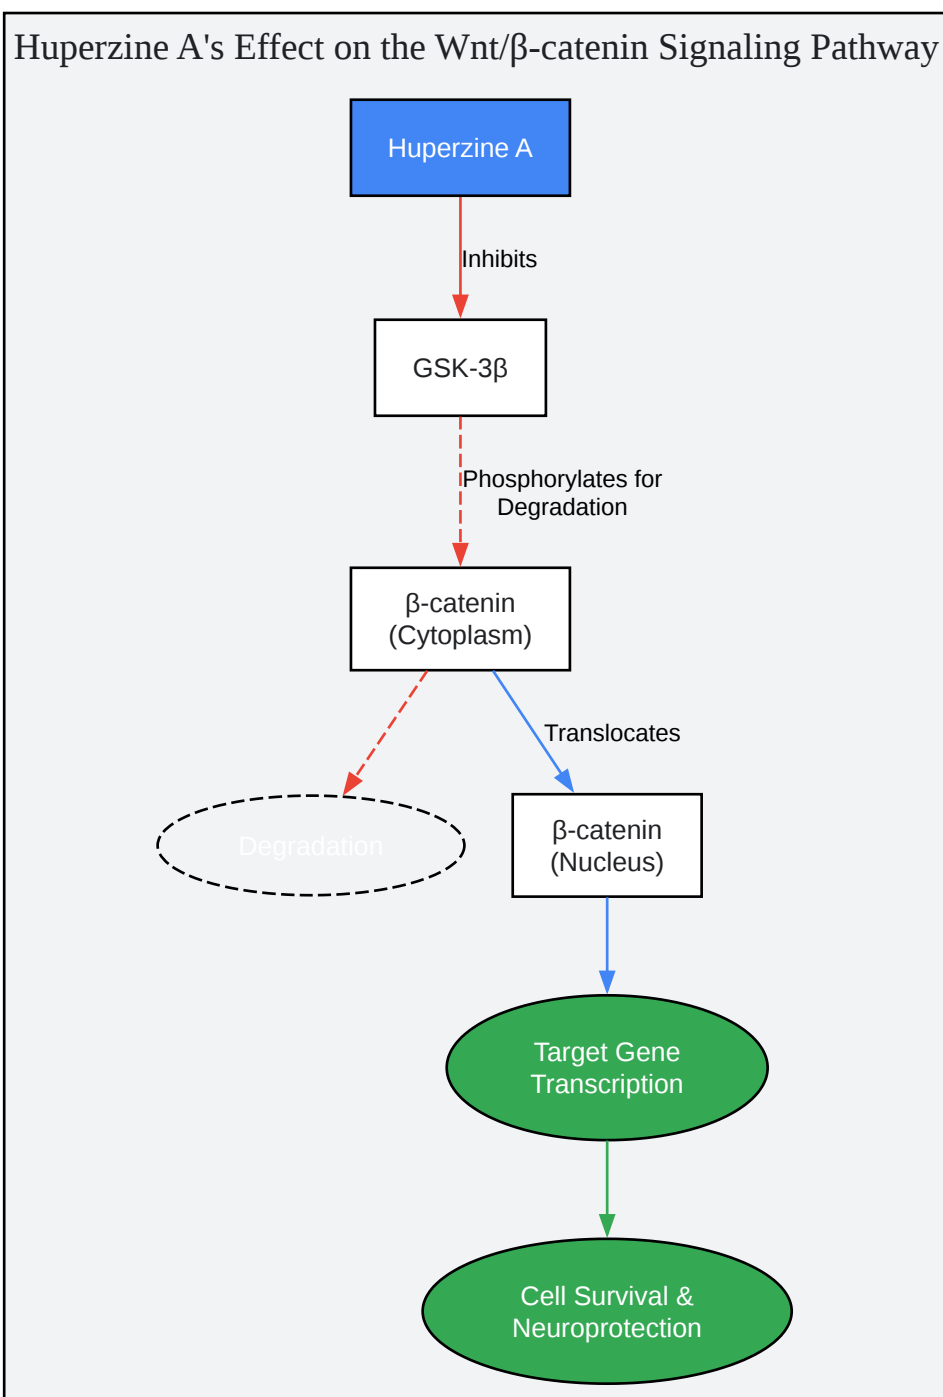 Huperzine A's Effect on the Wnt/β-catenin Signaling Pathway
Huperzine A
Inhibits
GSK-3β
Phosphorylates for
Degradation
β-catenin
(Cytoplasm)
Translocates
Degradation
β-catenin
(Nucleus)
Target Gene
Transcription
Cell Survival &
Neuroprotection